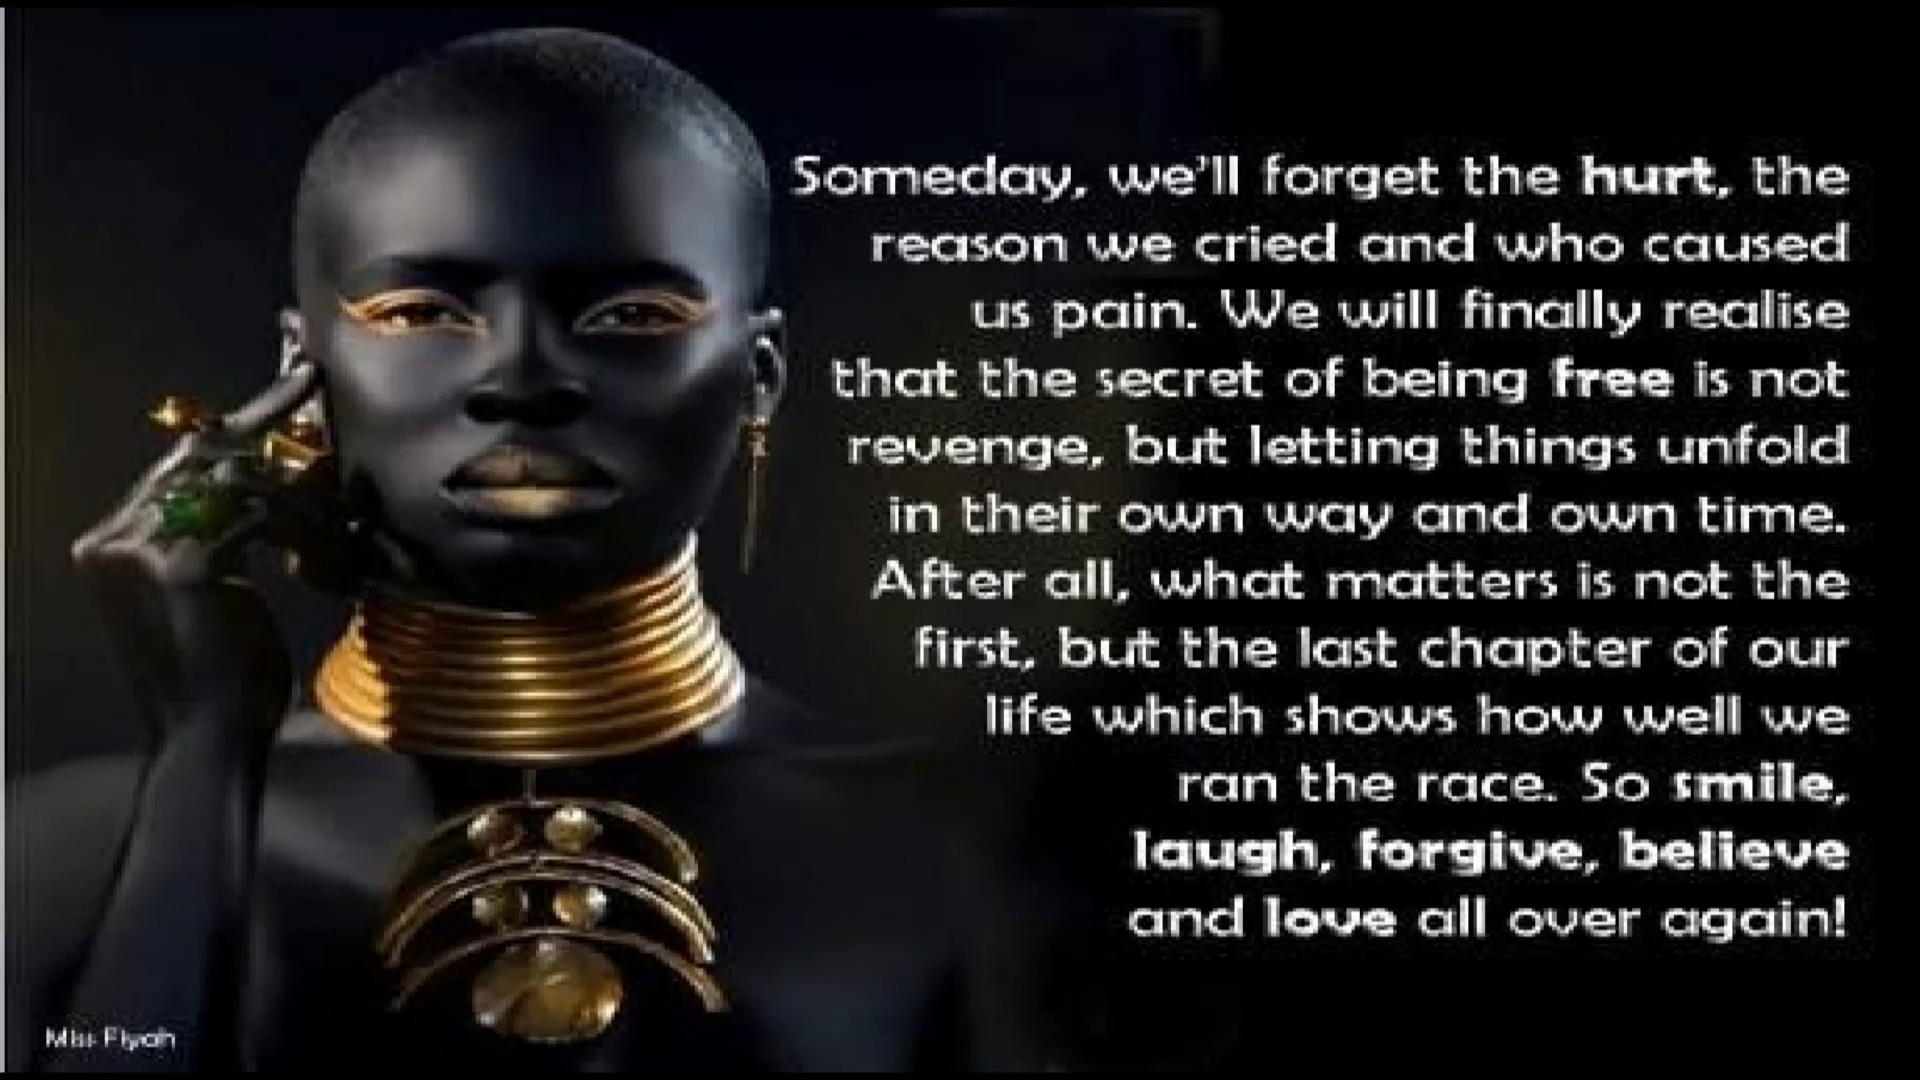 Someday, we'll forget the hurt, the
reason we cried and who caused
us pain. We will finally realise
that the secret of being free is not
revenge, but letting things unfold
in their own way and own time.
After all, what matters is not the
first, but the last chapter of our
life which shows how well we
ran the race. So smile,
laugh, forgive, believe
and love all over again!
Miss Fiyah